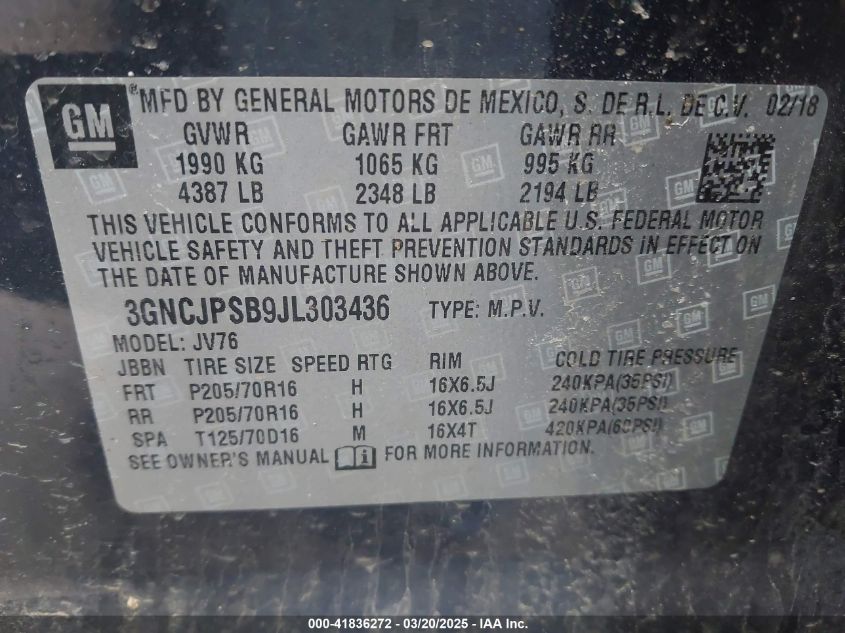 GM ® MFD BY GENERAL MOTORS DE MEXICO, S. DE R.L. DE C.V. 02/18
GVWR GAWR FRT GAWR RR
1990 KG 1065 KG 995 KG
4387 LB 2348 LB 2194 LB
THIS VEHICLE CONFORMS TO ALL APPLICABLE U.S. FEDERAL MOTOR
VEHICLE SAFETY AND THEFT PREVENTION STANDARDS IN EFFECT ON
THE DATE OF MANUFACTURE SHOWN ABOVE.
3GNCJPSB9JL303436 TYPE: M.P.V.
MODEL: JV76
JBBN TIRE SIZE SPEED RTG RIM COLD TIRE PRESSURE
FRT P205/70R16 H 16X6.5J 240KPA(35PSI)
RR P205/70R16 H 16X6.5J 240KPA(35PSI)
SPA T125/70D16 M 16X4T 420KPA(60PSI)
SEE OWNER'S MANUAL i FOR MORE INFORMATION.
000-41836272 — 03/20/2025 — IAA Inc.